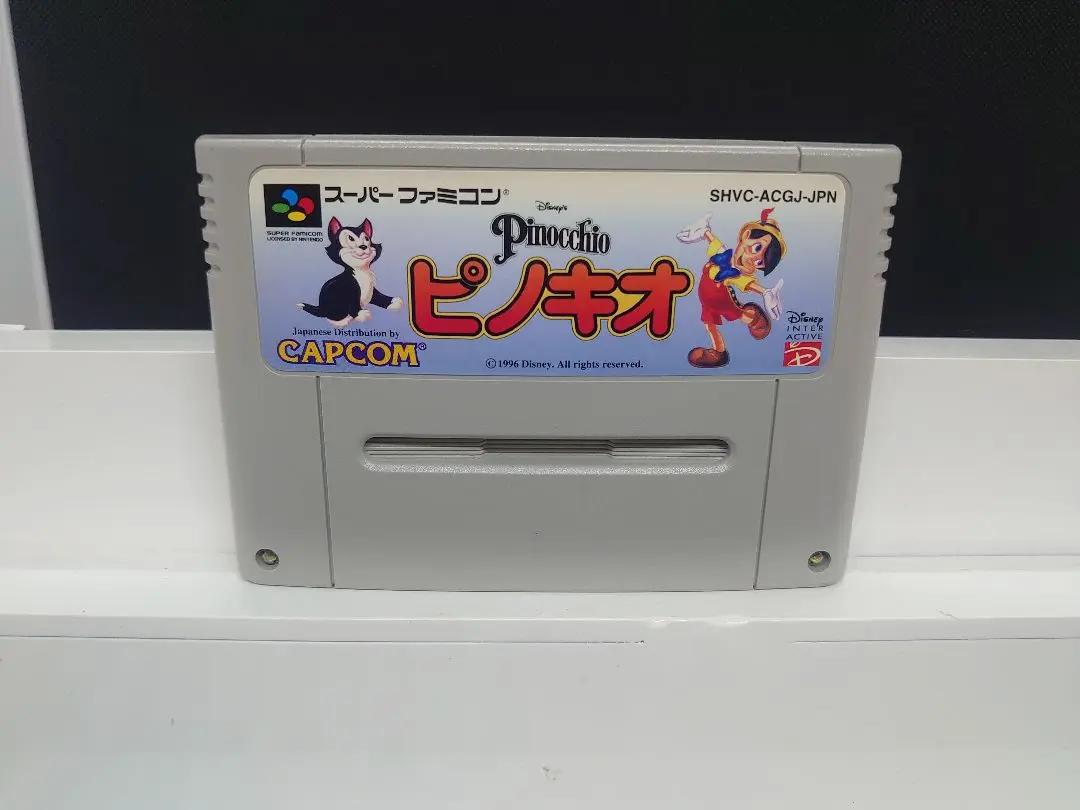 スーパーファミコン®
SHVC-ACGJ-JPN
SUPER FAMICOM
LICENSED BY NINTENDO
Disney's
Pinocchio
ピノキオ
Japanese Distribution by
CAPCOM®
©1996 Disney. All rights reserved.
DISNEY
INTER
ACTIVE
D